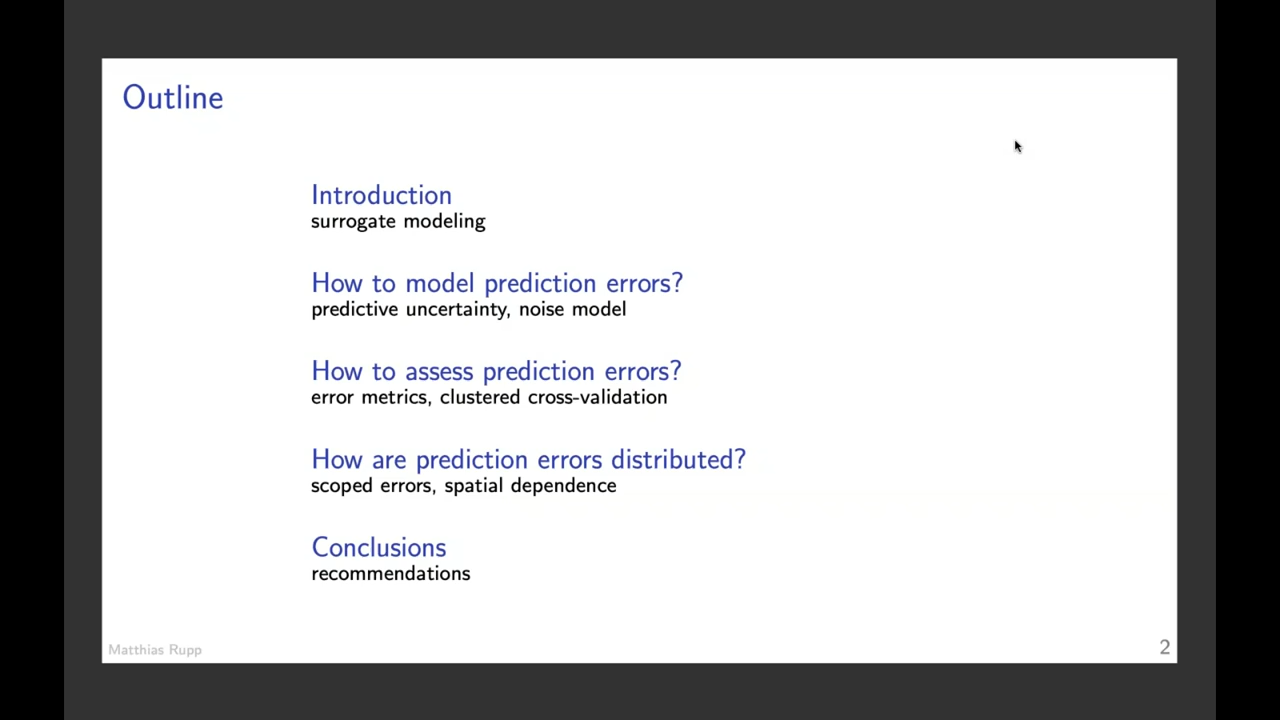 Outline
Introduction
surrogate modeling
How to model prediction errors?
predictive uncertainty, noise model
How to assess prediction errors?
error metrics, clustered cross-validation
How are prediction errors distributed?
scoped errors, spatial dependence
Conclusions
recommendations
Matthias Rupp
2